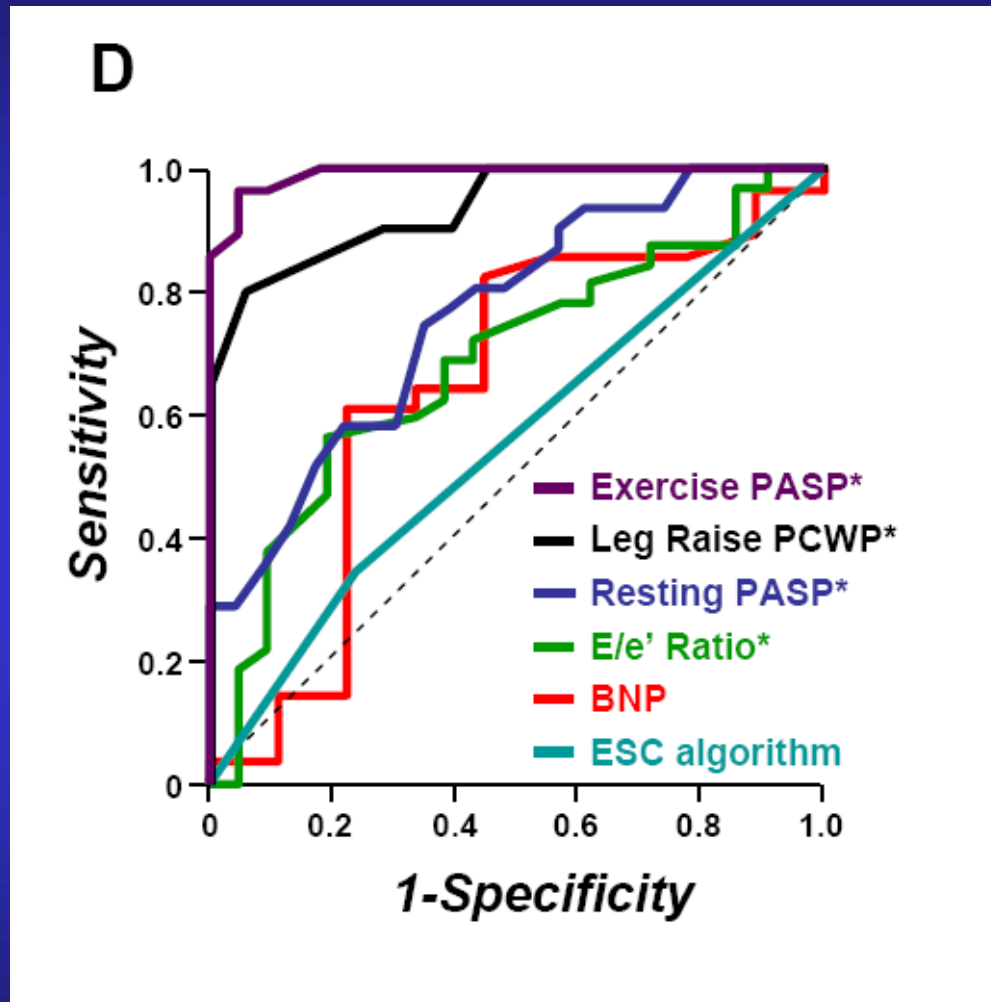 D
1.0
0.8
0.6
0.4
0.2
0
Sensitivity
Exercise PASP*
Leg Raise PCWP*
Resting PASP*
E/e’ Ratio*
BNP
ESC algorithm
0 0.2 0.4 0.6 0.8 1.0
1-Specificity